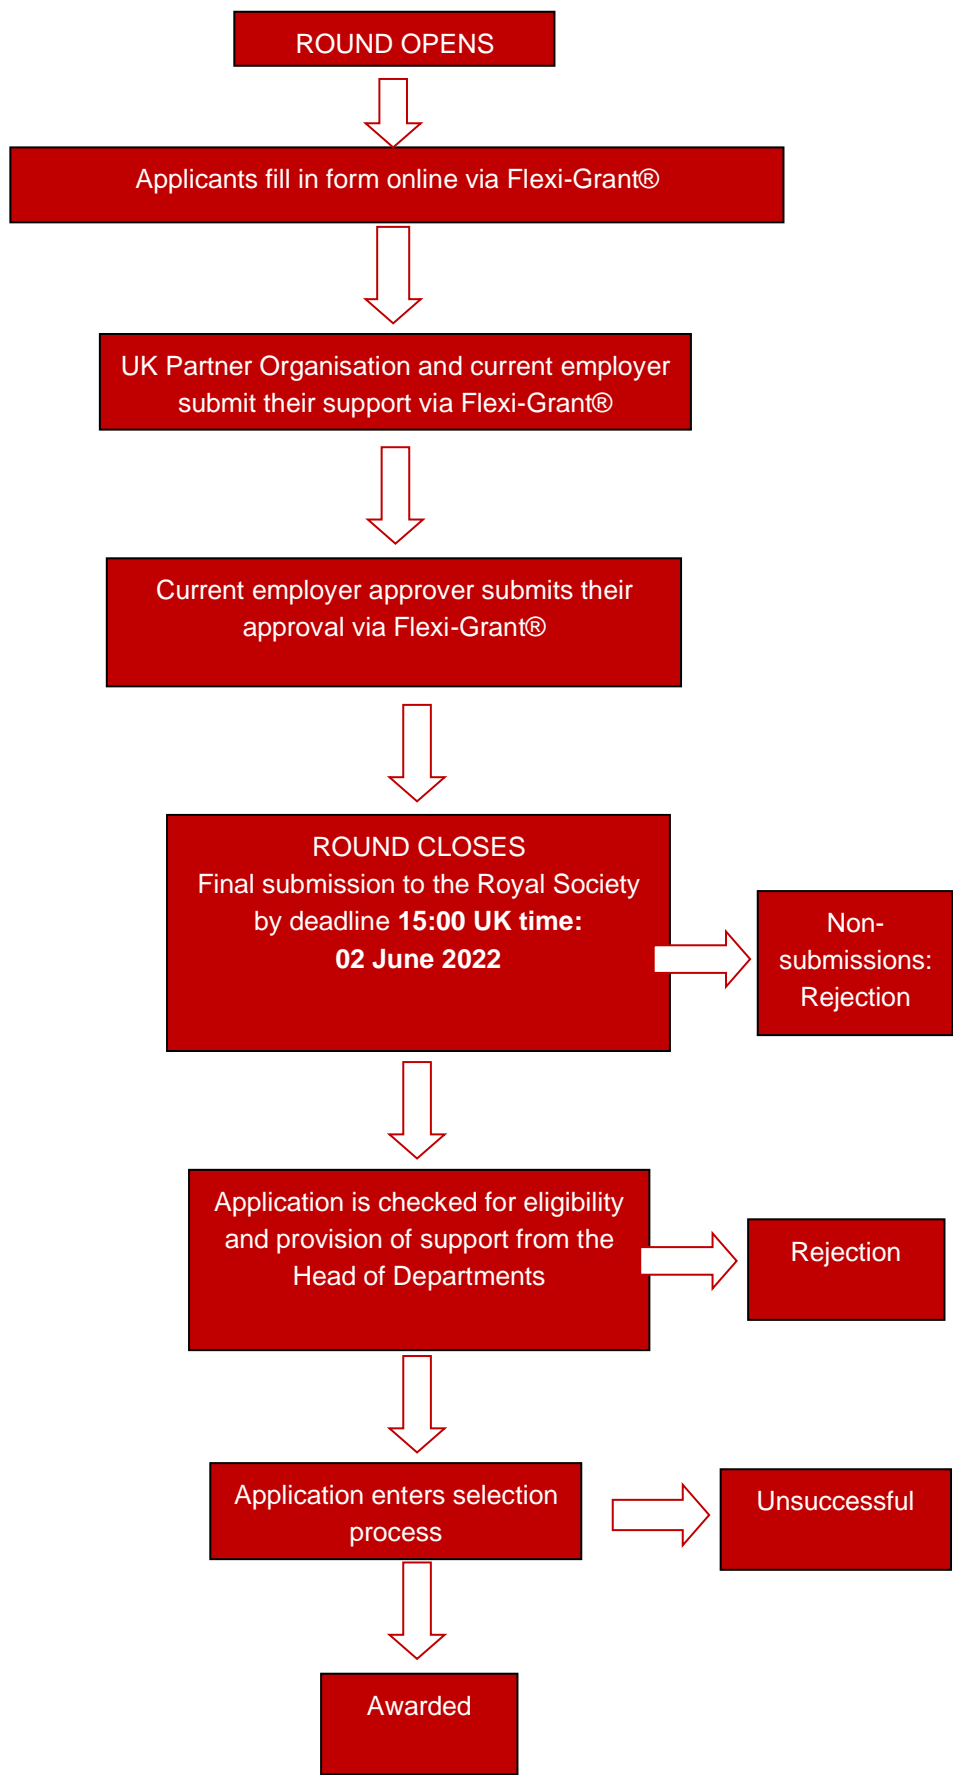 ROUND OPENS
Applicants fill in form online via Flexi-Grant®
UK Partner Organisation and current employer
submit their support via Flexi-Grant®
Current employer approver submits their
approval via Flexi-Grant®
ROUND CLOSES
Final submission to the Royal Society
by deadline 15:00 UK time:
02 June 2022
Non-
submissions:
Rejection
Application is checked for eligibility
and provision of support from the
Head of Departments
Rejection
Application enters selection
process
Unsuccessful
Awarded